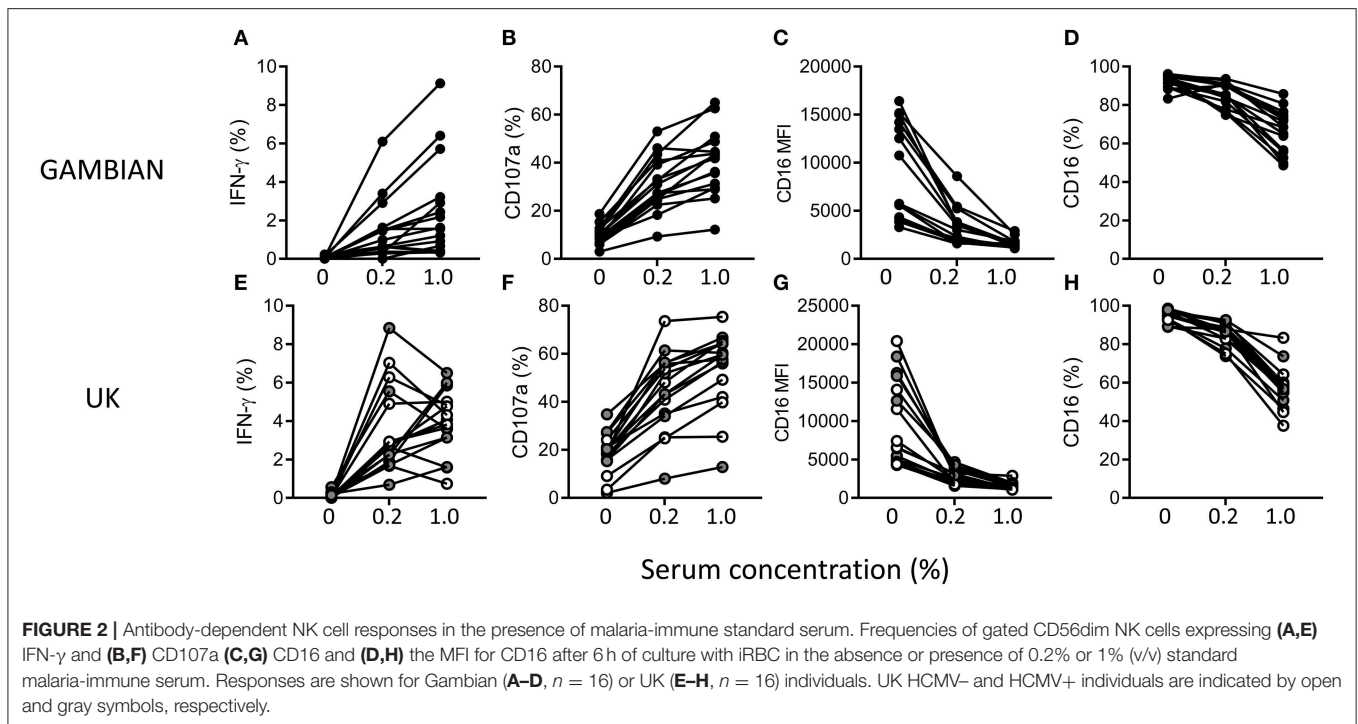 A
B
C
D
GAMBIAN
IFN-γ (%)
10
8
6
4
2
0
0 0.2 1.0
CD107a (%)
80
60
40
20
0
0 0.2 1.0
CD16 MFI
20000
15000
10000
5000
0
0 0.2 1.0
CD16 (%)
100
80
60
40
20
0
0 0.2 1.0
E
F
G
H
UK
IFN-γ (%)
10
8
6
4
2
0
0 0.2 1.0
CD107a (%)
80
60
40
20
0
0 0.2 1.0
CD16 MFI
25000
20000
15000
10000
5000
0
0 0.2 1.0
CD16 (%)
100
80
60
40
20
0
0 0.2 1.0
Serum concentration (%)
FIGURE 2 | Antibody-dependent NK cell responses in the presence of malaria-immune standard serum. Frequencies of gated CD56dim NK cells expressing (A,E)
IFN-γ and (B,F) CD107a (C,G) CD16 and (D,H) the MFI for CD16 after 6 h of culture with iRBC in the absence or presence of 0.2% or 1% (v/v) standard
malaria-immune serum. Responses are shown for Gambian (A–D, n = 16) or UK (E–H, n = 16) individuals. UK HCMV– and HCMV+ individuals are indicated by open
and gray symbols, respectively.